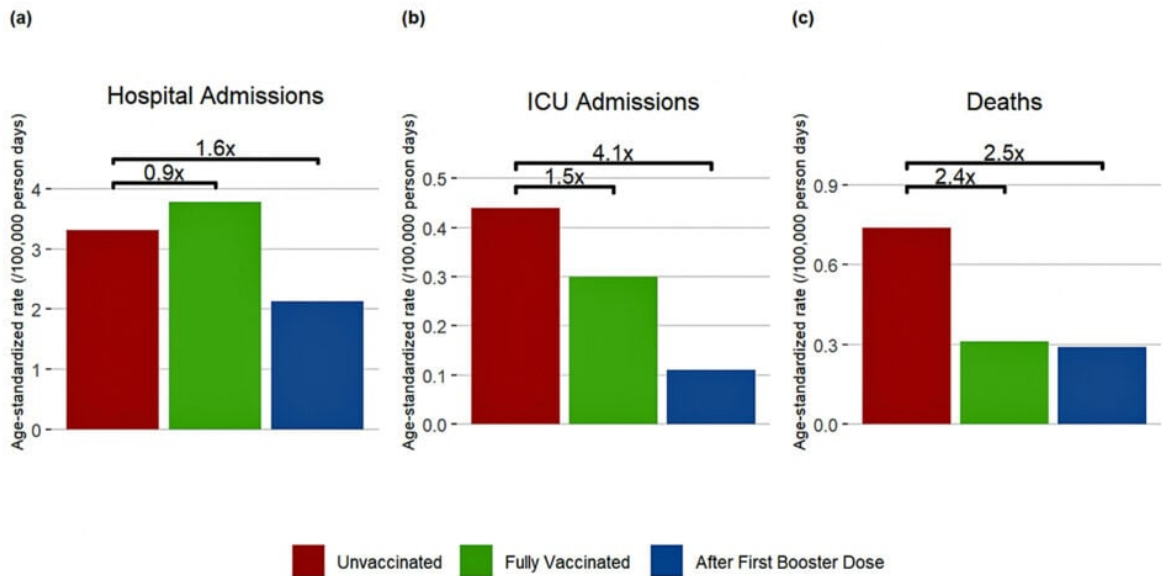 (a)
Hospital Admissions
Age-standardized rate (/100,000 person days)
1.6x
0.9x
4
3
2
1
0
(b)
ICU Admissions
Age-standardized rate (/100,000 person days)
4.1x
1.5x
0.5
0.4
0.3
0.2
0.1
0.0
(c)
Deaths
Age-standardized rate (/100,000 person days)
2.5x
2.4x
0.9
0.6
0.3
0.0
Unvaccinated Fully Vaccinated After First Booster Dose